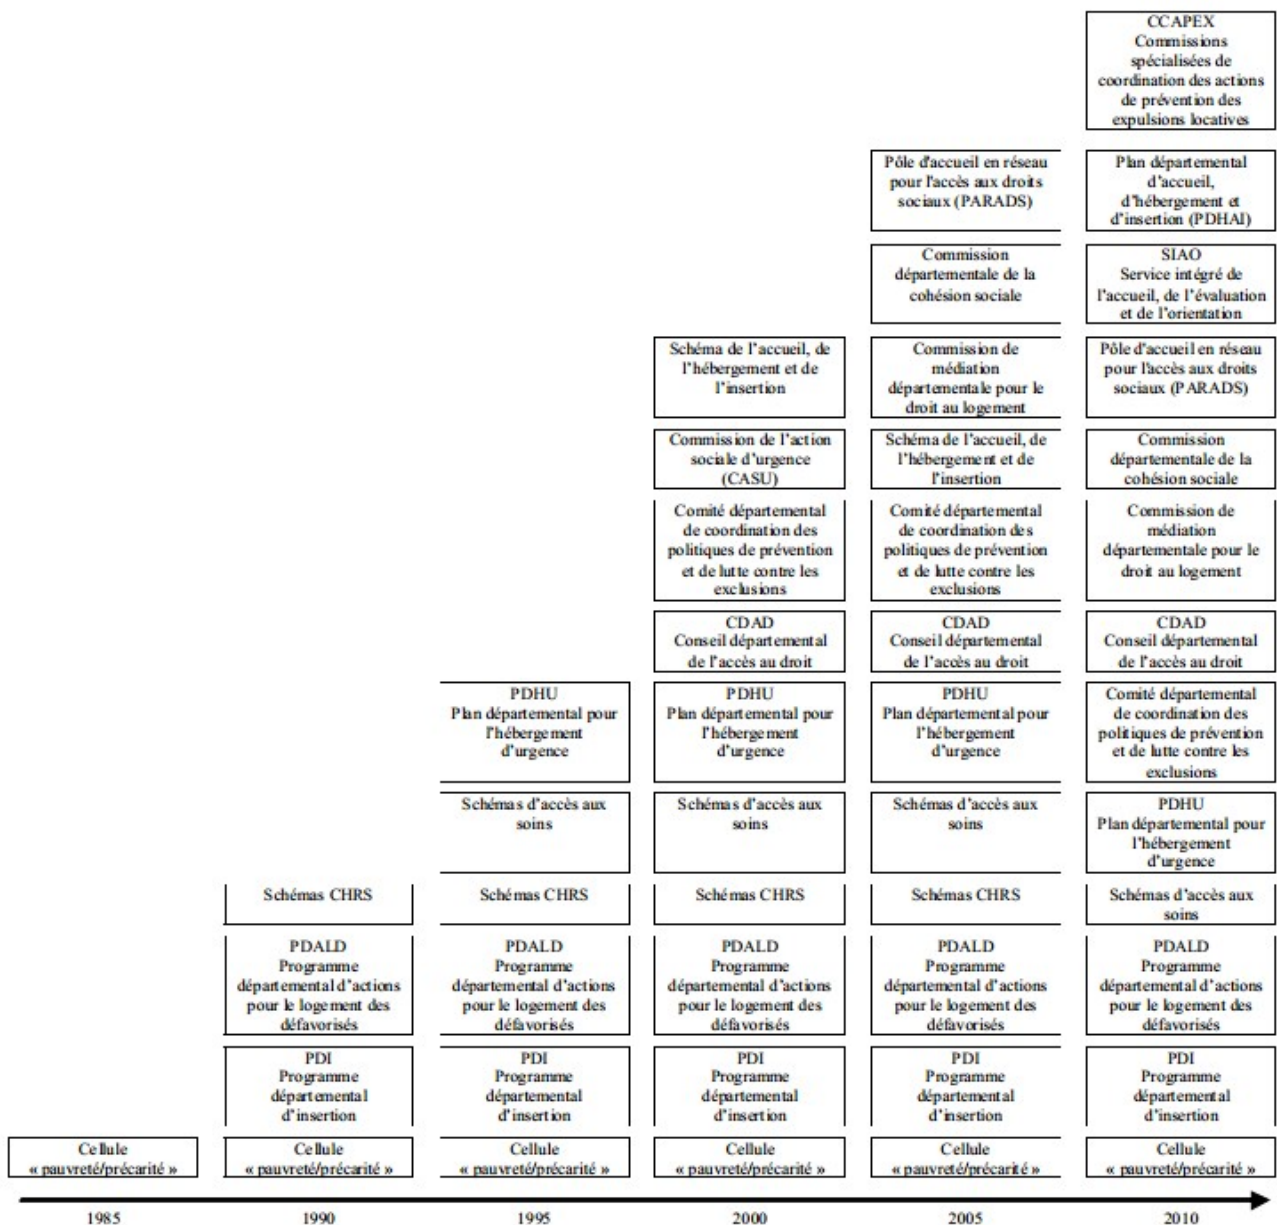 CCAPEX
Commissions
spécialisées de
coordination des actions
de prévention des
expulsions locatives
Pôle d'accueil en réseau
pour l'accès aux droits
sociaux (PARADS)
Plan départemental
d'accueil,
d'hébergement et
d'insertion (PDHAI)
Commission
départementale de la
cohésion sociale
SIAO
Service intégré de
l'accueil, de l'évaluation
et de l'orientation
Schéma de l'accueil, de
l'hébergement et de
l'insertion
Commission de
médiation
départementale pour le
droit au logement
Pôle d'accueil en réseau
pour l'accès aux droits
sociaux (PARADS)
Commission de l'action
sociale d'urgence
(CASU)
Schéma de l'accueil, de
l'hébergement et de
l'insertion
Commission
départementale de la
cohésion sociale
Comité départemental
de coordination des
politiques de prévention
et de lutte contre les
exclusions
Comité départemental
de coordination des
politiques de prévention
et de lutte contre les
exclusions
Commission de
médiation
départementale pour le
droit au logement
CDAD
Conseil départemental
de l'accès au droit
CDAD
Conseil départemental
de l'accès au droit
CDAD
Conseil départemental
de l'accès au droit
PDHU
Plan départemental pour
l'hébergement
d'urgence
PDHU
Plan départemental pour
l'hébergement
d'urgence
PDHU
Plan départemental pour
l'hébergement
d'urgence
Comité départemental
de coordination des
politiques de prévention
et de lutte contre les
exclusions
Schémas d'accès aux
soins
Schémas d'accès aux
soins
Schémas d'accès aux
soins
PDHU
Plan départemental pour
l'hébergement
d'urgence
Schémas CHRS
Schémas CHRS
Schémas CHRS
Schémas CHRS
Schémas d'accès aux
soins
PDALD
Programme
départemental d'actions
pour le logement des
défavorisés
PDALD
Programme
départemental d'actions
pour le logement des
défavorisés
PDALD
Programme
départemental d'actions
pour le logement des
défavorisés
PDALD
Programme
départemental d'actions
pour le logement des
défavorisés
PDALD
Programme
départemental d'actions
pour le logement des
défavorisés
PDI
Programme
départemental
d'insertion
PDI
Programme
départemental
d'insertion
PDI
Programme
départemental
d'insertion
PDI
Programme
départemental
d'insertion
PDI
Programme
départemental
d'insertion
Cellule
« pauvreté/précarité »
Cellule
« pauvreté/précarité »
Cellule
« pauvreté/précarité »
Cellule
« pauvreté/précarité »
Cellule
« pauvreté/précarité »
Cellule
« pauvreté/précarité »
1985
1990
1995
2000
2005
2010